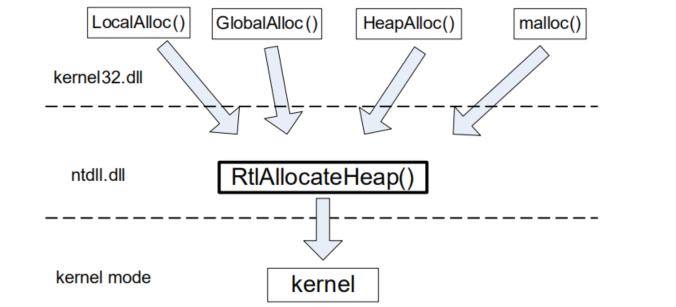 LocalAlloc()
GlobalAlloc()
HeapAlloc()
malloc()
kernel32.dll
ntdll.dll
RtlAllocateHeap()
kernel mode
kernel